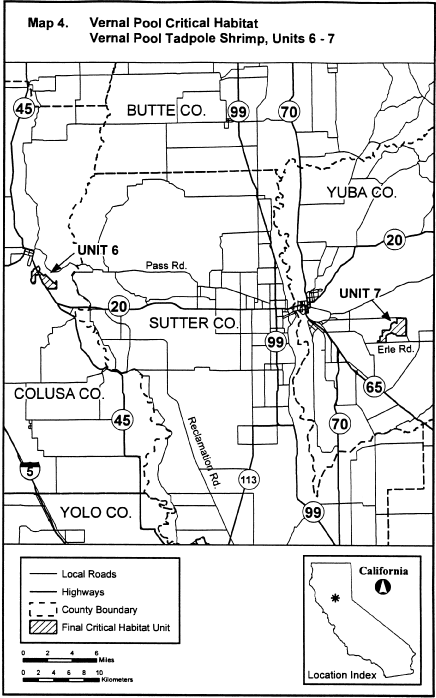 Map 4. Vernal Pool Critical Habitat
Vernal Pool Tadpole Shrimp, Units 6 - 7
45
BUTTE CO.
99
70
YUBA CO.
20
UNIT 6
Pass Rd.
UNIT 7
20
SUTTER CO.
99
Erle Rd.
65
COLUSA CO.
45
70
Reclamation Rd.
5
113
YOLO CO.
99
Local Roads
Highways
County Boundary
Final Critical Habitat Unit
0 2 4 6
Miles
0 2 4 6 8 10
Kilometers
California
Location Index